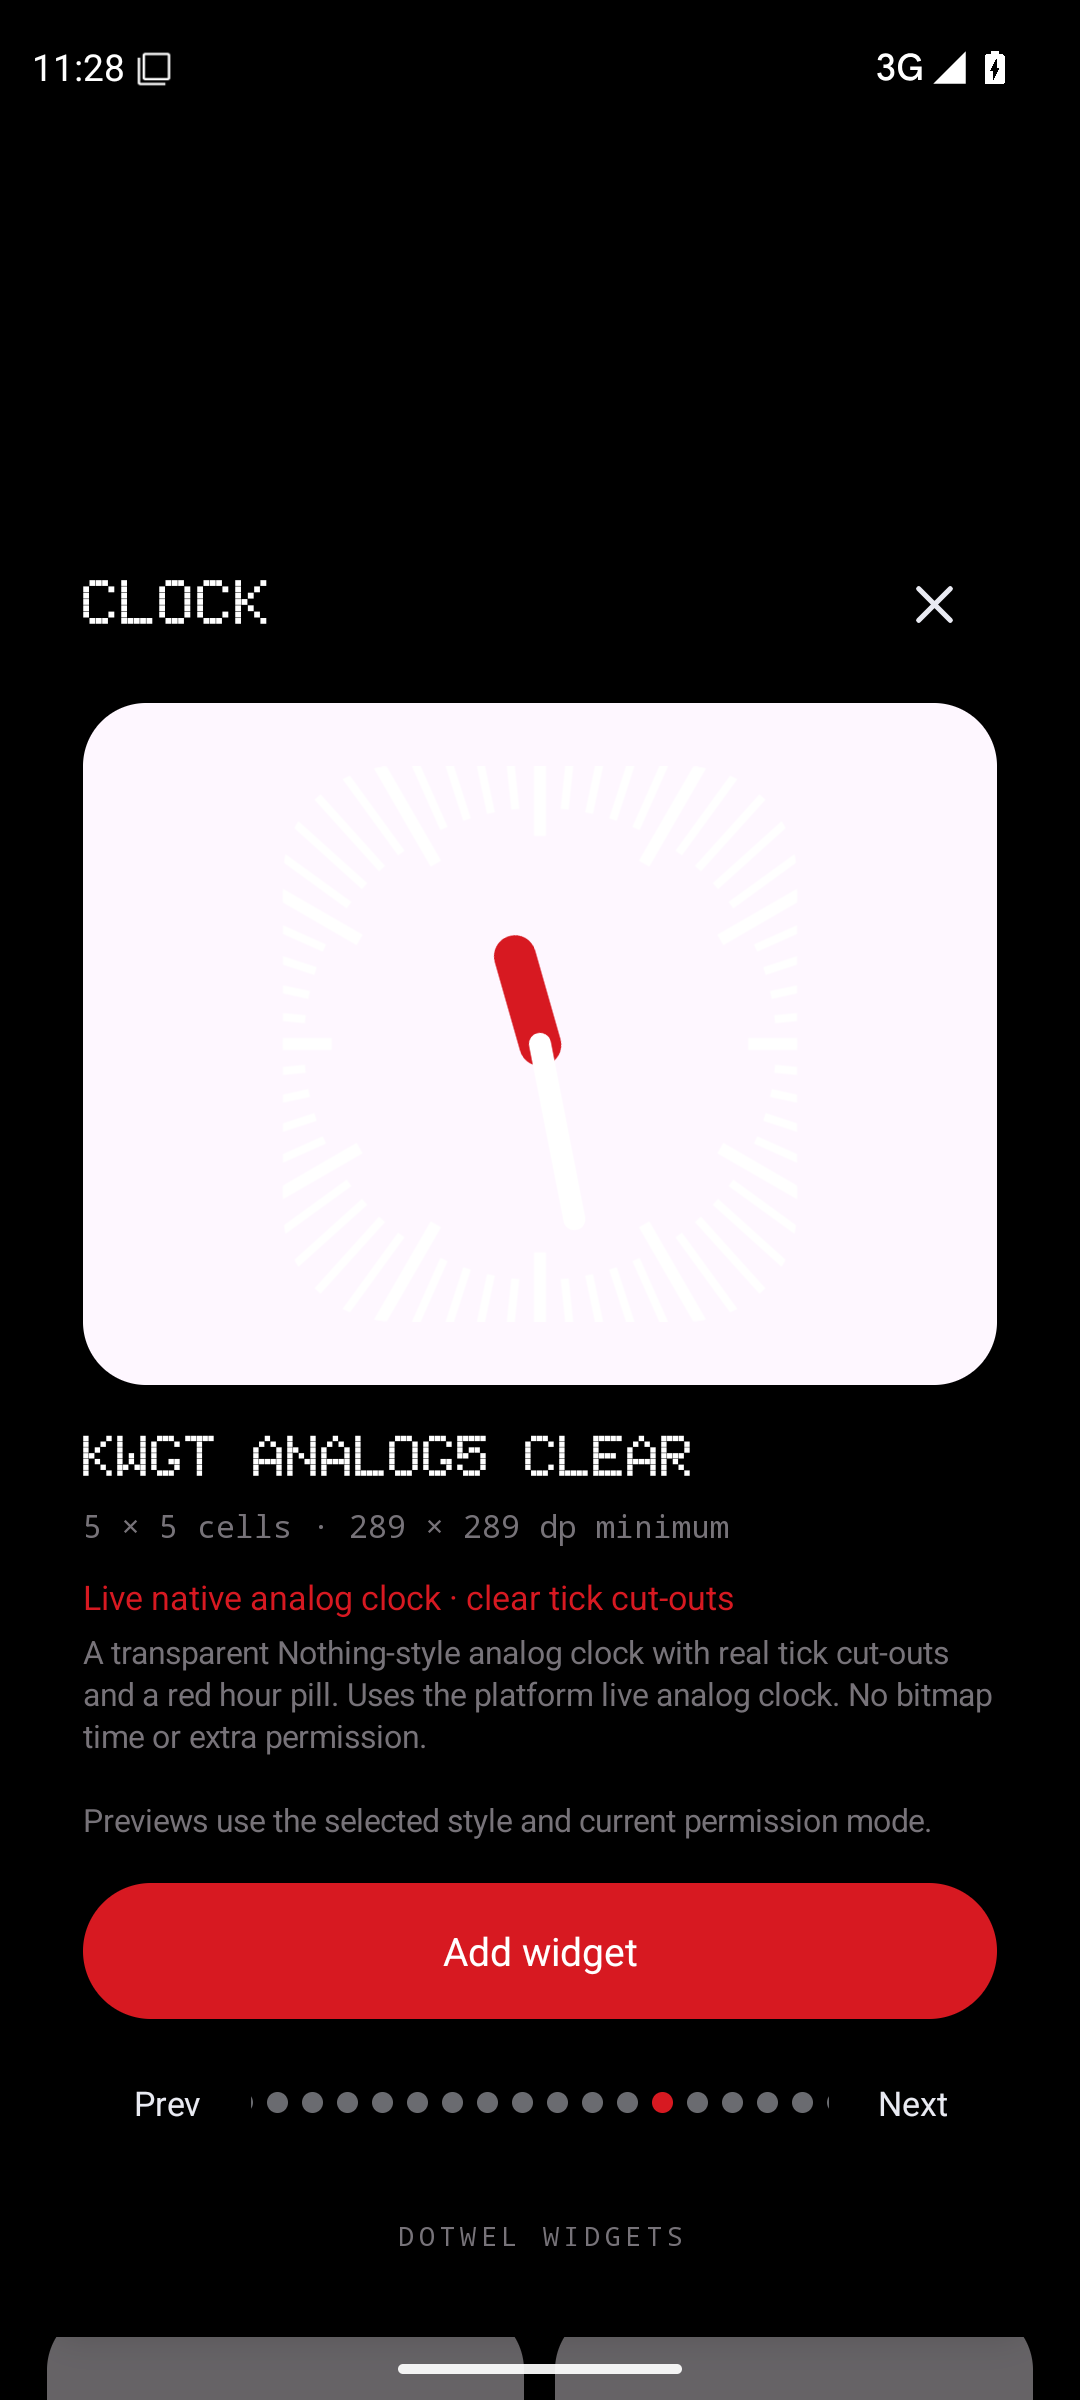 11:28
3G
CLOCK
KWGT ANALOG5 CLEAR
5 × 5 cells · 289 × 289 dp minimum
Live native analog clock · clear tick cut-outs
A transparent Nothing-style analog clock with real tick cut-outs
and a red hour pill. Uses the platform live analog clock. No bitmap
time or extra permission.
Previews use the selected style and current permission mode.
Add widget
Prev
Next
DOTWEL WIDGETS